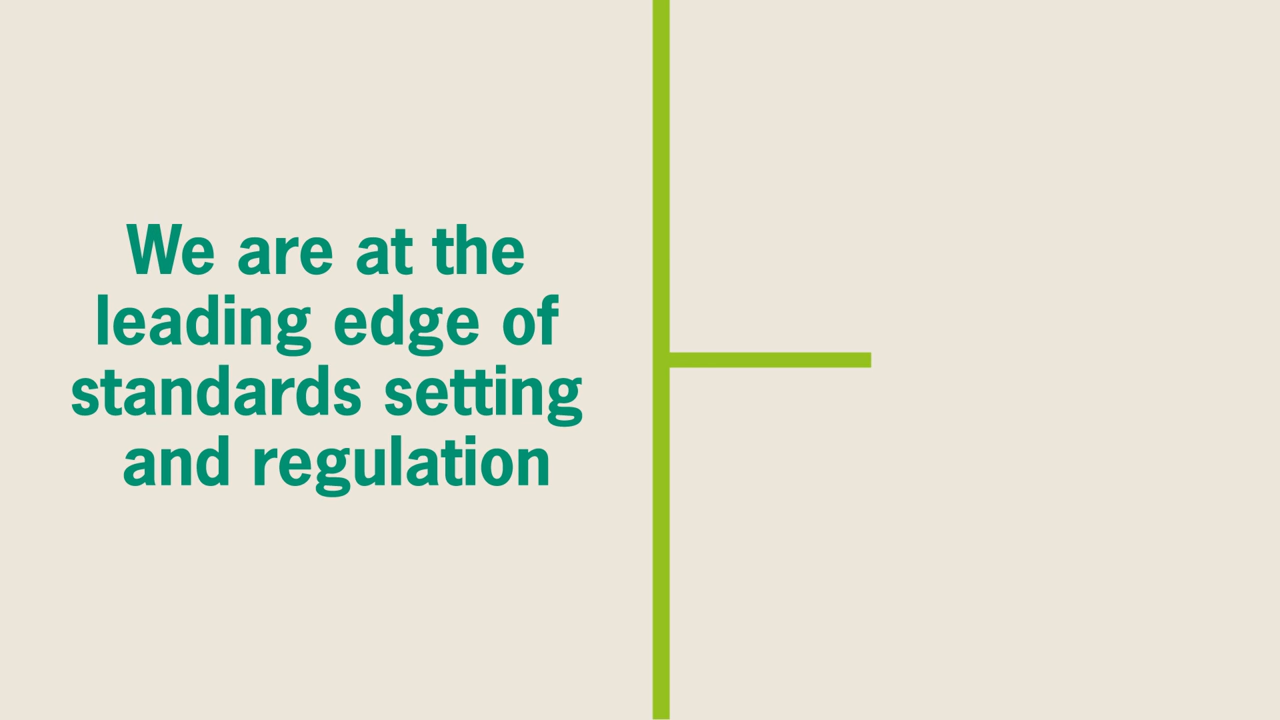 We are at the
leading edge of
standards setting
and regulation